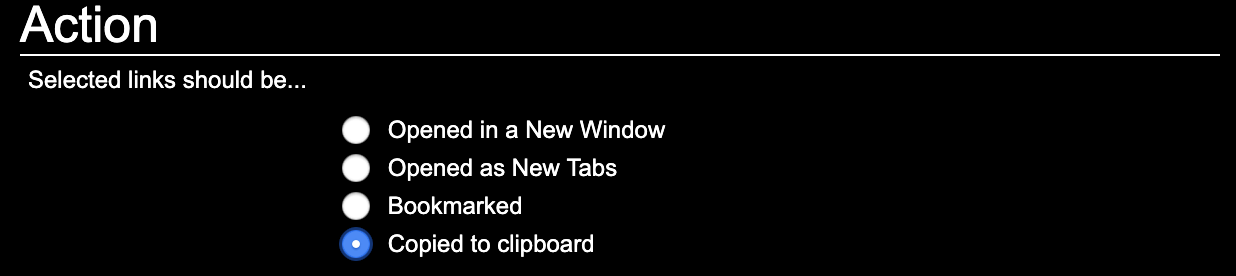 Action
Selected links should be...
Opened in a New Window
Opened as New Tabs
Bookmarked
Copied to clipboard